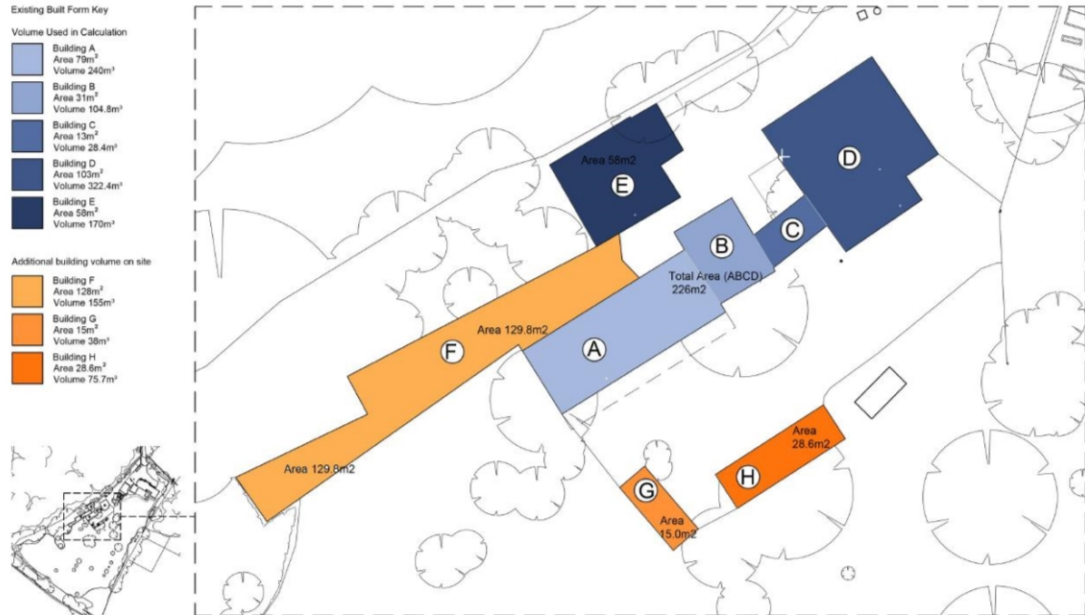 Existing Built Form Key
Volume Used in Calculation
Building A
Area 79m²
Volume 240m³
Building B
Area 31m²
Volume 104.8m³
Building C
Area 13m²
Volume 28.4m³
Building D
Area 103m²
Volume 322.4m³
Building E
Area 58m²
Volume 170m³
Additional building volume on site
Building F
Area 128m²
Volume 155m³
Building G
Area 15m²
Volume 38m³
Building H
Area 28.6m²
Volume 75.7m³
Area 58m2
E
D
C
B
Total Area (ABCD)
226m2
Area 129.8m2
F
A
Area 129.8m2
Area
28.6m2
H
G
Area
15.0m2